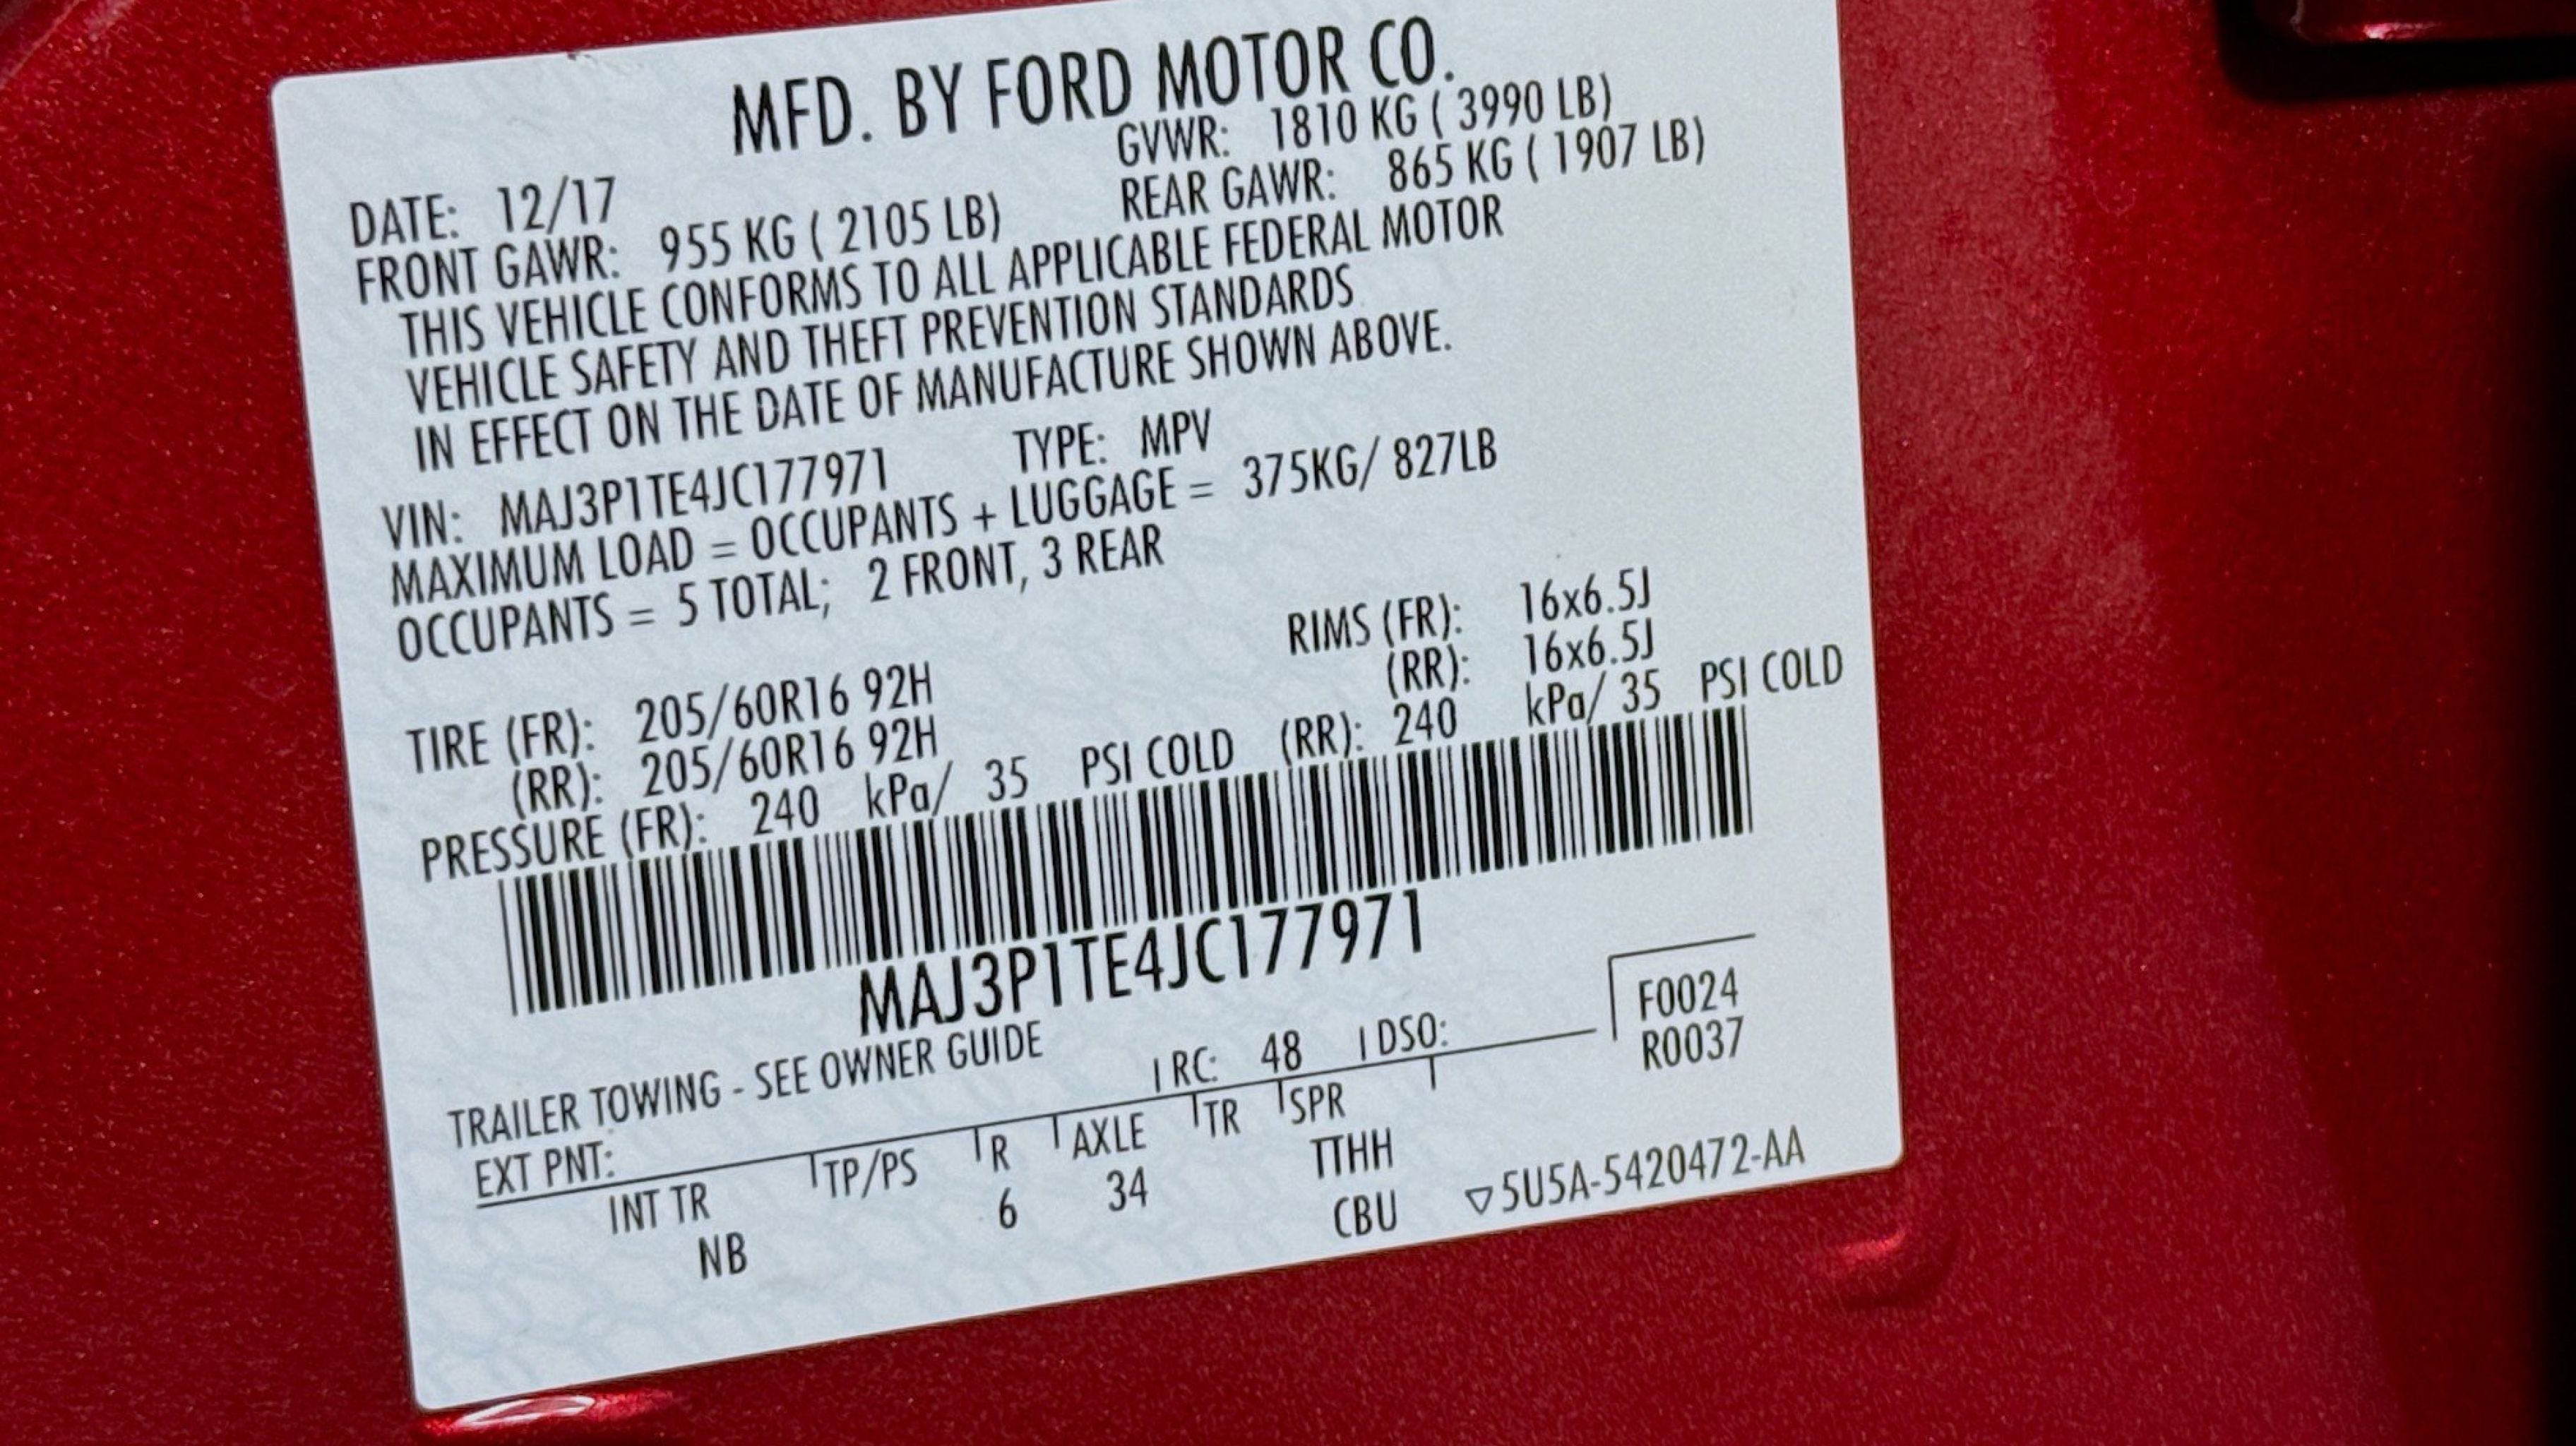 MFD. BY FORD MOTOR CO.
DATE: 12/17 GVWR: 1810 KG ( 3990 LB)
FRONT GAWR: 955 KG ( 2105 LB) REAR GAWR: 865 KG ( 1907 LB)
THIS VEHICLE CONFORMS TO ALL APPLICABLE FEDERAL MOTOR
VEHICLE SAFETY AND THEFT PREVENTION STANDARDS
IN EFFECT ON THE DATE OF MANUFACTURE SHOWN ABOVE.
VIN: MAJ3P1TE4JC177971 TYPE: MPV
MAXIMUM LOAD = OCCUPANTS + LUGGAGE = 375KG/ 827LB
OCCUPANTS = 5 TOTAL; 2 FRONT, 3 REAR
TIRE (FR): 205/60R16 92H RIMS (FR): 16x6.5J
(RR): 205/60R16 92H (RR): 16x6.5J
PRESSURE (FR): 240 kPa/ 35 PSI COLD (RR): 240 kPa/ 35 PSI COLD
MAJ3P1TE4JC177971
TRAILER TOWING - SEE OWNER GUIDE
F0024
R0037
EXT PNT: RC: 48 DSO:
INT TR TP/PS R AXLE TR SPR
NB 6 34 TTHH
CBU
▽5U5A-5420472-AA